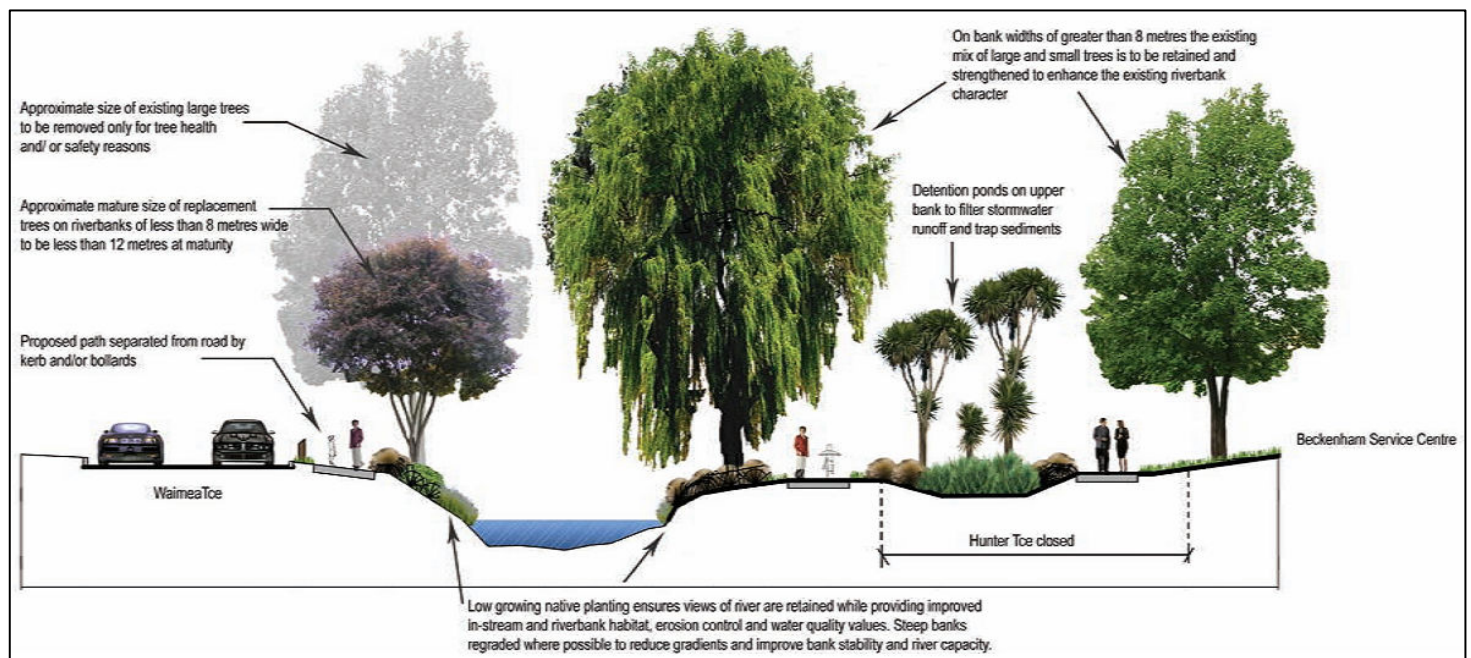 On bank widths of greater than 8 metres the existing
mix of large and small trees is to be retained and
strengthened to enhance the existing riverbank
character
Approximate size of existing large trees
to be removed only for tree health
and/ or safety reasons
Detention ponds on upper
bank to filter stormwater
runoff and trap sediments
Approximate mature size of replacement
trees on riverbanks of less than 8 metres wide
to be less than 12 metres at maturity
Proposed path separated from road by
kerb and/or bollards
Beckenham Service Centre
WaimeaTce
Hunter Tce closed
Low growing native planting ensures views of river are retained while providing improved
in-stream and riverbank habitat, erosion control and water quality values. Steep banks
regraded where possible to reduce gradients and improve bank stability and river capacity.